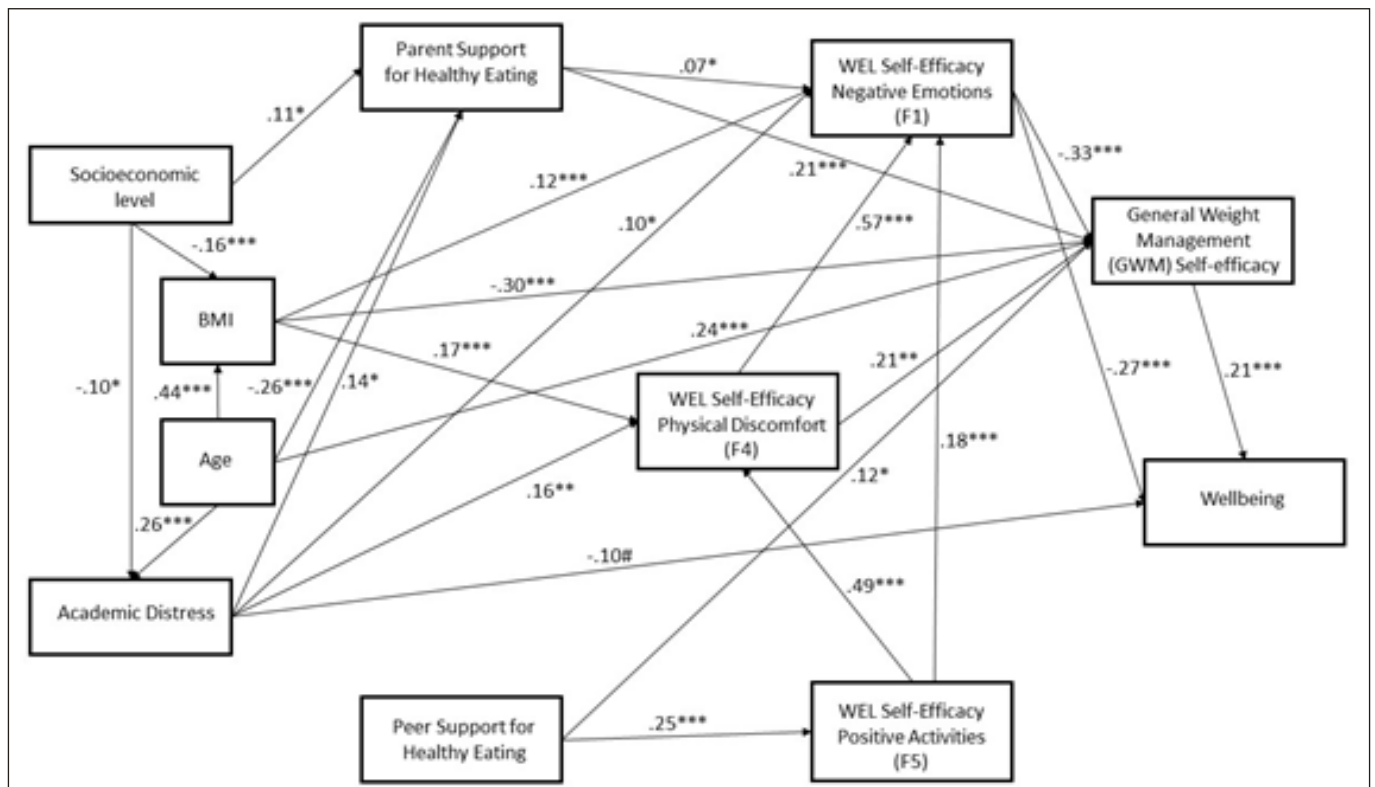 Parent Support
for Healthy Eating
WEL Self-Efficacy
Negative Emotions
(F1)
.07*
.11*
Socioeconomic
level
-.33***
.21***
.12***
.10*
.57***
General Weight
Management
(GWM) Self-efficacy
-.16***
-.30***
BMI
.24***
.17***
.21**
-.10*
.44***
-.26***
.14*
-.27***
.21***
WEL Self-Efficacy
Physical Discomfort
(F4)
Age
.18***
.12*
.16**
Wellbeing
.26***
-.10#
.49***
Academic Distress
Peer Support for
Healthy Eating
.25***
WEL Self-Efficacy
Positive Activities
(F5)